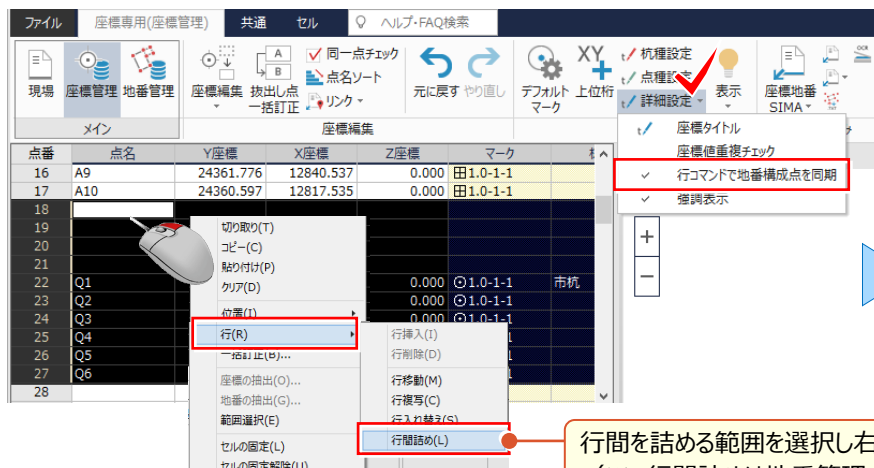 ファイル 座標専用(座標管理) 共通 セル ヘルプ・FAQ検索
現場 座標管理 地番管理
メイン
座標編集 抜出し点一括訂正
A
B
同一点チェック
点名ソート
リンク
元に戻す やり直し
座標編集
デフォルトマーク 上位桁
XY
杭種設定
点種設定
詳細設定
表示
座標地番SIMA
OCR
座標タイトル
座標値重複チェック
行コマンドで地番構成点を同期
強調表示
点番 点名 Y座標 X座標 Z座標 マーク
16 A9 24361.776 12840.537 0.000 1.0-1-1
17 A10 24360.597 12817.535 0.000 1.0-1-1
18
19
20
21
22 Q1 0.000 1.0-1-1 市杭
23 Q2 0.000 1.0-1-1
24 Q3 0.000 1.0-1-1
25 Q4
26 Q5
27 Q6
28
切り取り(T)
コピー(C)
貼り付け(P)
クリア(D)
位置(I)
行(R)
一括訂正(B)...
座標の抽出(O)...
地番の抽出(G)...
範囲選択(E)
セルの固定(L)
セルの固定解除(U)
行挿入(I)
行削除(D)
行移動(M)
行複写(C)
行入れ替え(S)
行間詰め(L)
+
−
行間を詰める範囲を選択し右